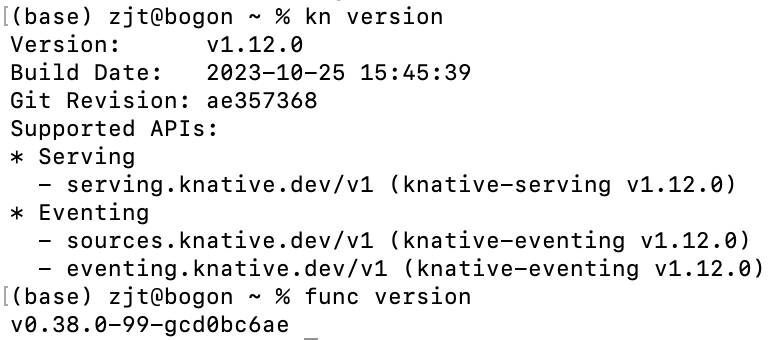 (base) zjt@bogon ~ % kn version
Version:      v1.12.0
Build Date:   2023-10-25 15:45:39
Git Revision: ae357368
Supported APIs:
* Serving
  - serving.knative.dev/v1 (knative-serving v1.12.0)
* Eventing
  - sources.knative.dev/v1 (knative-eventing v1.12.0)
  - eventing.knative.dev/v1 (knative-eventing v1.12.0)
(base) zjt@bogon ~ % func version
v0.38.0-99-gcd0bc6ae